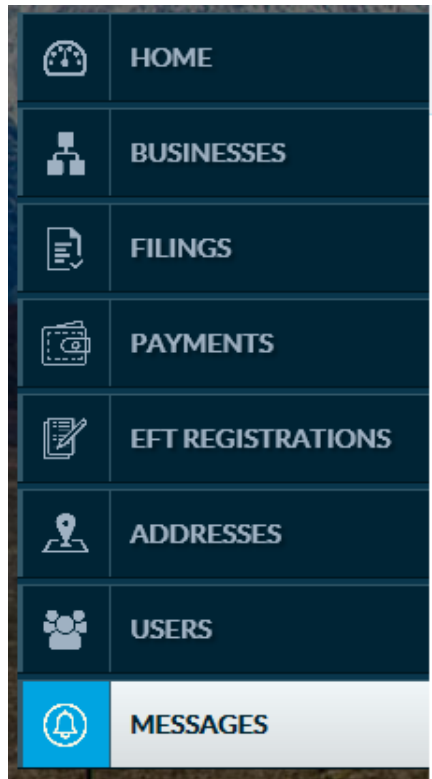 HOME
BUSINESSES
FILINGS
PAYMENTS
EFT REGISTRATIONS
ADDRESSES
USERS
MESSAGES